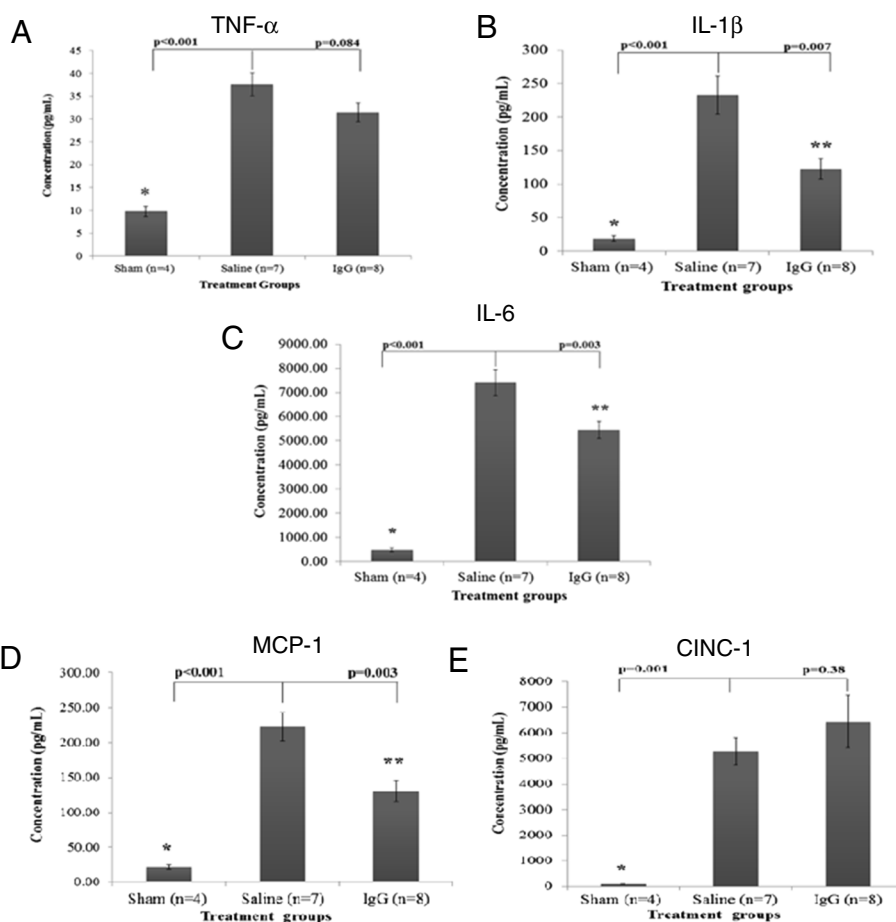 A
TNF-α
p<0.001
p=0.084
Concentration (pg/mL)
45
40
35
30
25
20
15
10
5
0
*
Sham (n=4)
Saline (n=7)
IgG (n=8)
Treatment Groups
B
IL-1β
p<0.001
p=0.007
Concentration (pg/mL)
300
250
200
150
100
50
0
*
**
Sham (n=4)
Saline (n=7)
IgG (n=8)
Treatment groups
C
IL-6
p<0.001
p=0.003
Concentration (pg/mL)
9000.00
8000.00
7000.00
6000.00
5000.00
4000.00
3000.00
2000.00
1000.00
0.00
*
**
Sham (n=4)
Saline (n=7)
IgG (n=8)
Treatment groups
D
MCP-1
p<0.001
p=0.003
Concentration (pg/mL)
300.00
250.00
200.00
150.00
100.00
50.00
0.00
*
**
Sham (n=4)
Saline (n=7)
IgG (n=8)
Treatment groups
E
CINC-1
p=0.001
p=0.38
Concentration (pg/mL)
8000
7000
6000
5000
4000
3000
2000
1000
0
*
Sham (n=4)
Saline (n=7)
IgG (n=8)
Treatment groups